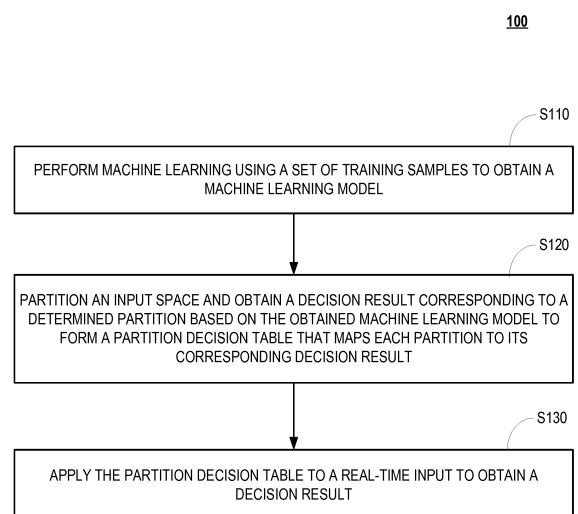 100
S110
PERFORM MACHINE LEARNING USING A SET OF TRAINING SAMPLES TO OBTAIN A
MACHINE LEARNING MODEL
S120
PARTITION AN INPUT SPACE AND OBTAIN A DECISION RESULT CORRESPONDING TO A
DETERMINED PARTITION BASED ON THE OBTAINED MACHINE LEARNING MODEL TO
FORM A PARTITION DECISION TABLE THAT MAPS EACH PARTITION TO ITS
CORRESPONDING DECISION RESULT
S130
APPLY THE PARTITION DECISION TABLE TO A REAL-TIME INPUT TO OBTAIN A
DECISION RESULT